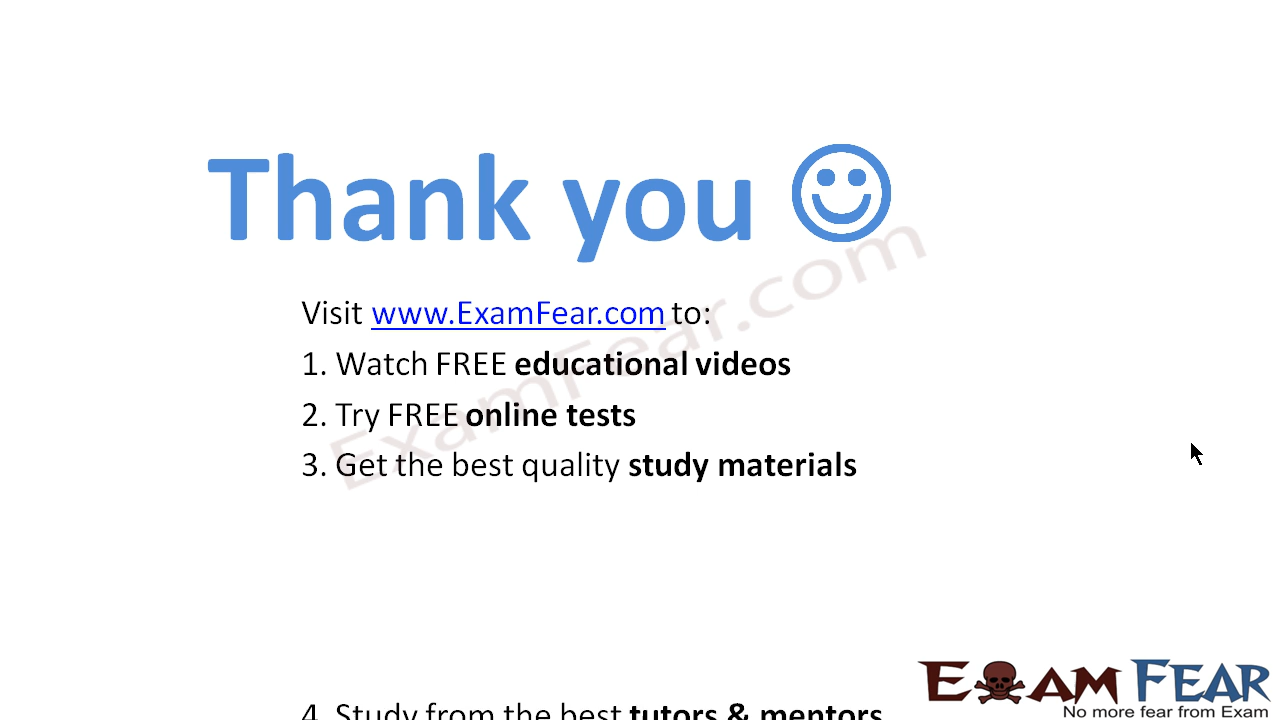 Thank you
Visit www.ExamFear.com to:
1. Watch FREE educational videos
2. Try FREE online tests
3. Get the best quality study materials
ExamFear.com
4. Study from the best tutors & mentors
EXAM FEAR
No more fear from Exam